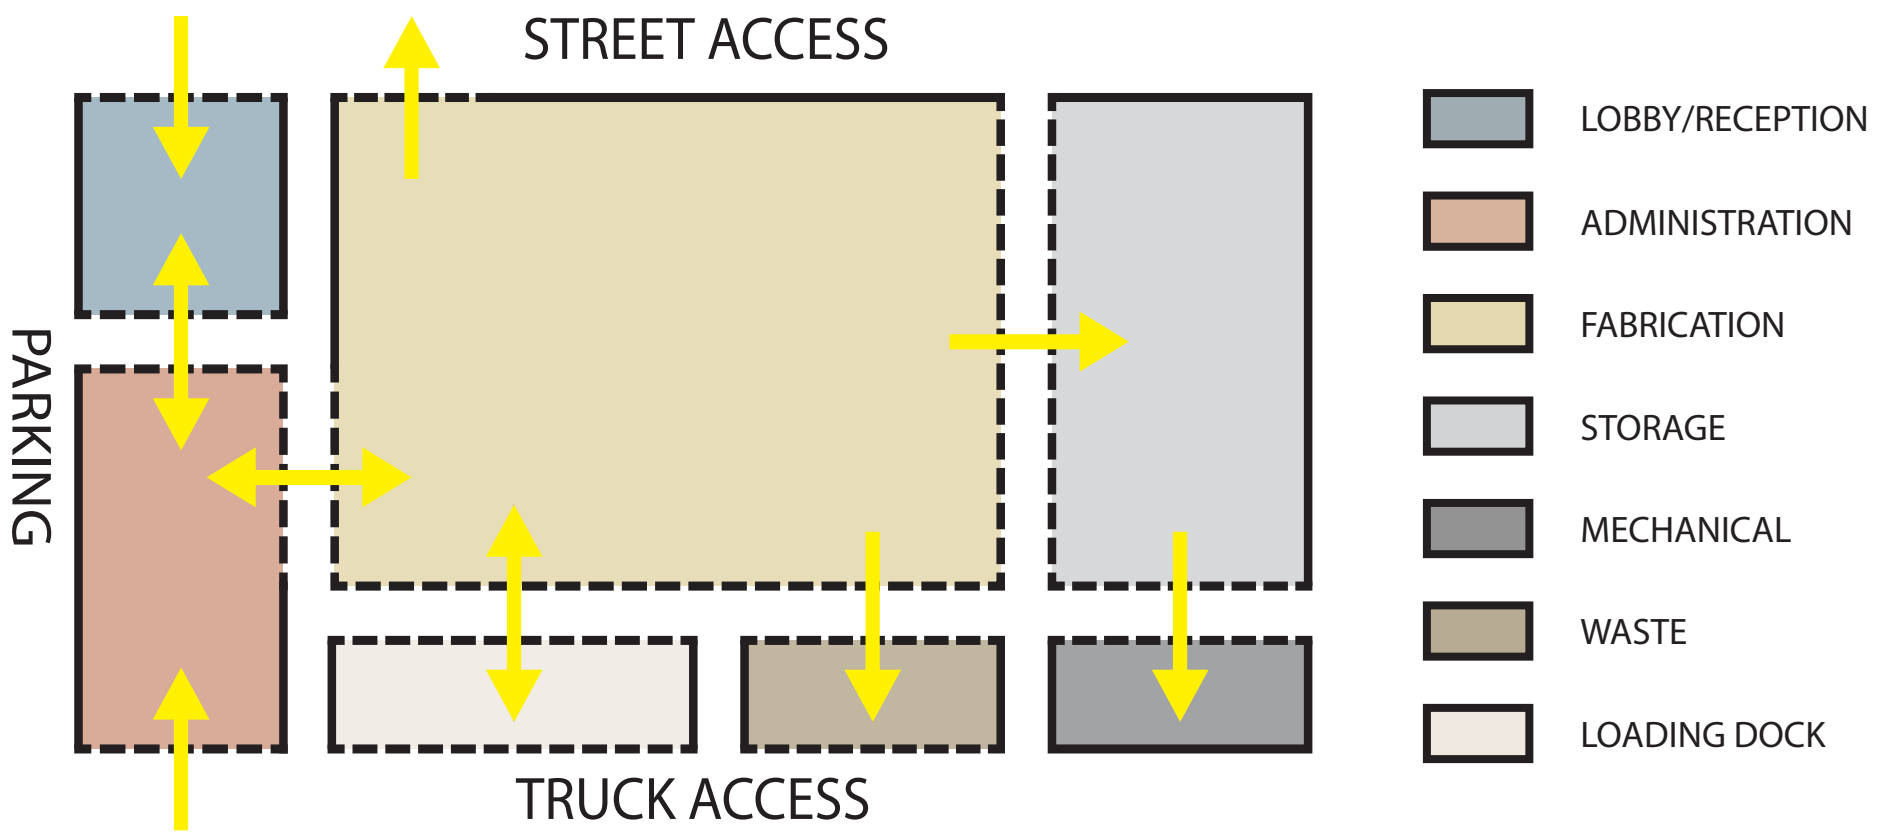 STREET ACCESS
PARKING
TRUCK ACCESS
LOBBY/RECEPTION
ADMINISTRATION
FABRICATION
STORAGE
MECHANICAL
WASTE
LOADING DOCK